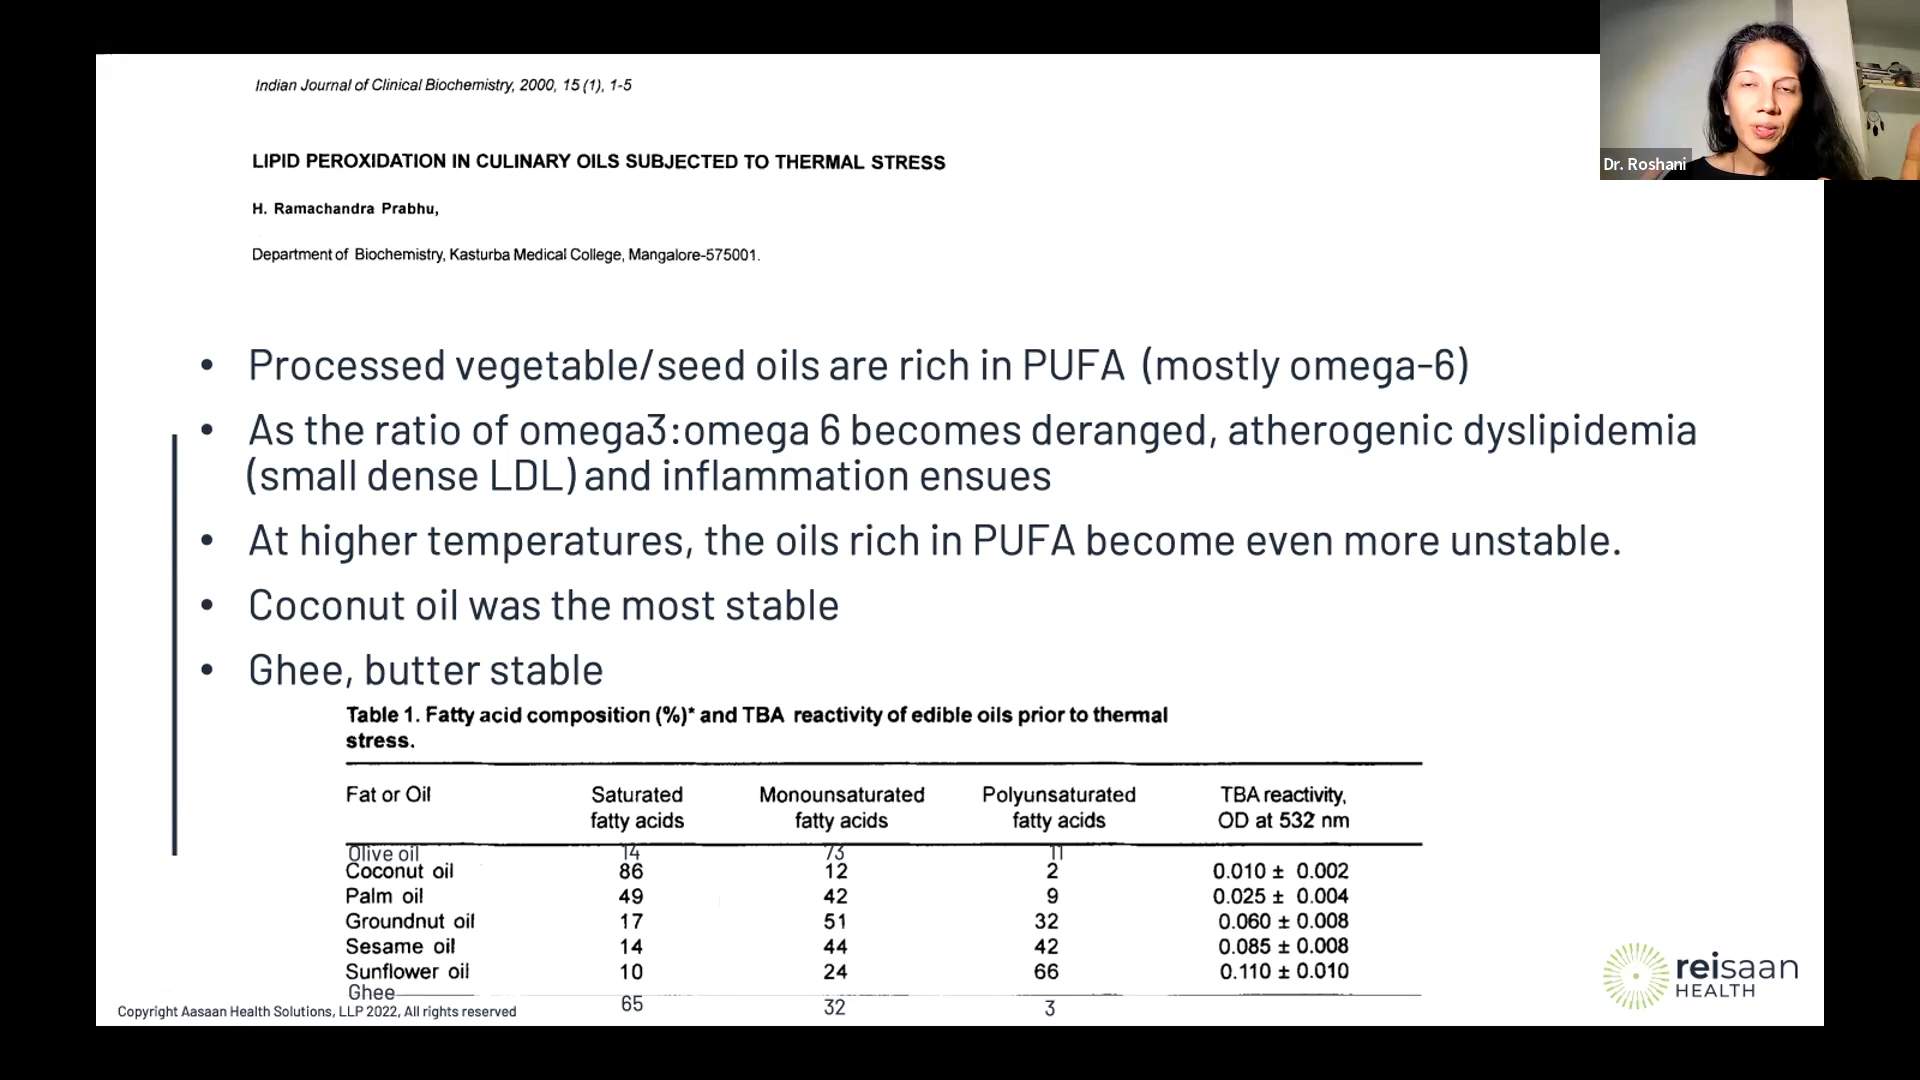 Indian Journal of Clinical Biochemistry, 2000, 15 (1), 1-5
LIPID PEROXIDATION IN CULINARY OILS SUBJECTED TO THERMAL STRESS
H. Ramachandra Prabhu,
Department of Biochemistry, Kasturba Medical College, Mangalore-575001.
Dr. Roshani
• Processed vegetable/seed oils are rich in PUFA (mostly omega-6)
• As the ratio of omega3:omega 6 becomes deranged, atherogenic dyslipidemia
(small dense LDL) and inflammation ensues
• At higher temperatures, the oils rich in PUFA become even more unstable.
• Coconut oil was the most stable
• Ghee, butter stable
Table 1. Fatty acid composition (%)* and TBA reactivity of edible oils prior to thermal
stress.
Fat or Oil Saturated Monounsaturated Polyunsaturated TBA reactivity,
fatty acids fatty acids fatty acids OD at 532 nm
Olive oil 14 73 11
Coconut oil 86 12 2 0.010 ± 0.002
Palm oil 49 42 9 0.025 ± 0.004
Groundnut oil 17 51 32 0.060 ± 0.008
Sesame oil 14 44 42 0.085 ± 0.008
Sunflower oil 10 24 66 0.110 ± 0.010
Ghee 65 32 3
Copyright Aasaan Health Solutions, LLP 2022, All rights reserved
reisaan
HEALTH